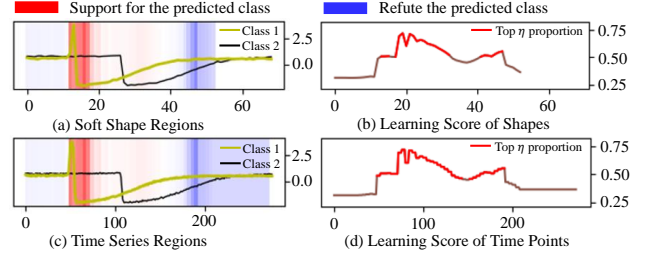 Support for the predicted class
Refute for the predicted class
Class 1
Class 2
2.5
0.0
0 20 40 60
(a) Soft Shape Regions
Top η proportion
0.75
0.50
0.25
0 20 40 60
(b) Learning Score of Shapes
Class 1
Class 2
2.5
0.0
0 100 200
(c) Time Series Regions
Top η proportion
0.75
0.50
0.25
0 100 200
(d) Learning Score of Time Points